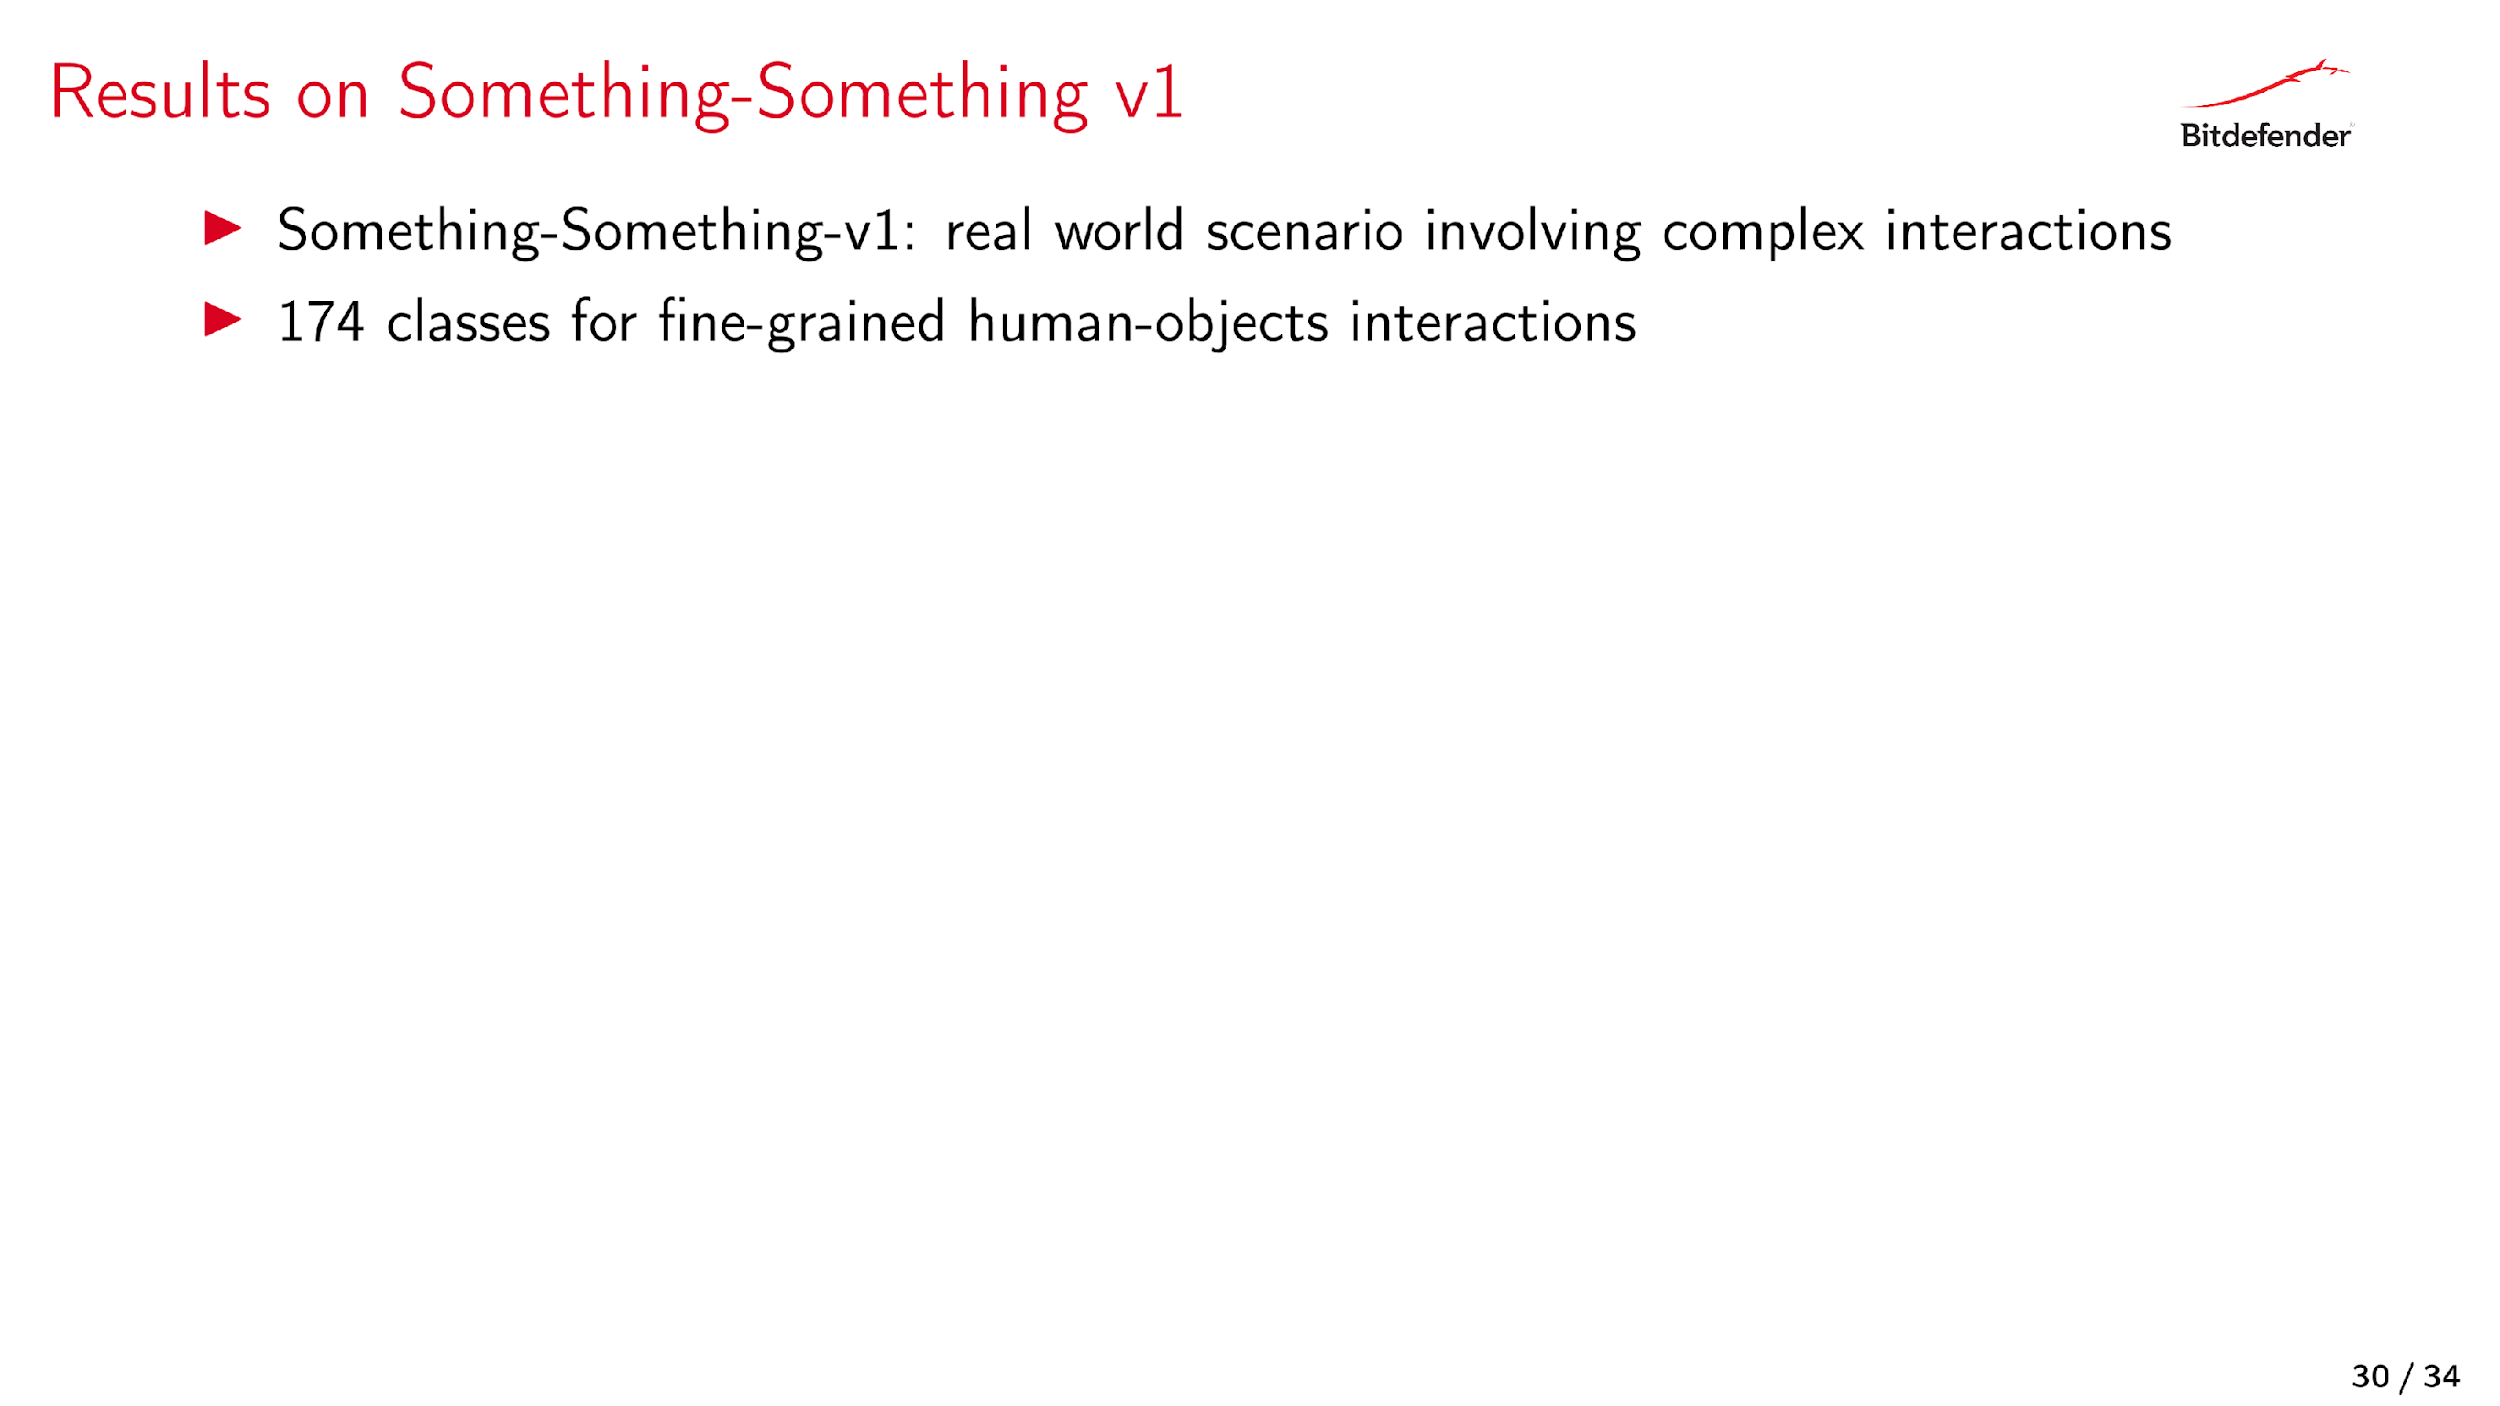 Results on Something-Something v1
Bitdefender
▶ Something-Something-v1: real world scenario involving complex interactions
▶ 174 classes for fine-grained human-objects interactions
30 / 34